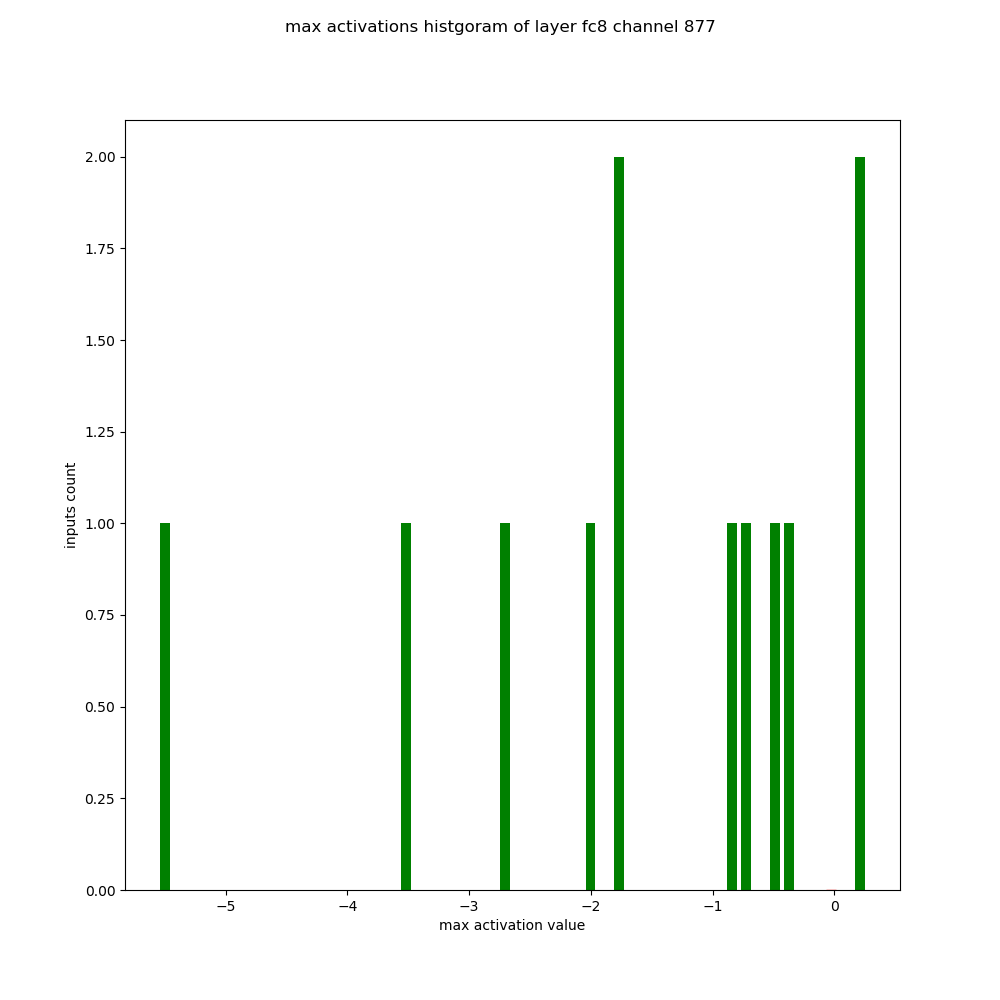 max activations histgoram of layer fc8 channel 877
2.00
1.75
1.50
1.25
1.00
0.75
0.50
0.25
0.00
inputs count
−5 −4 −3 −2 −1 0
max activation value